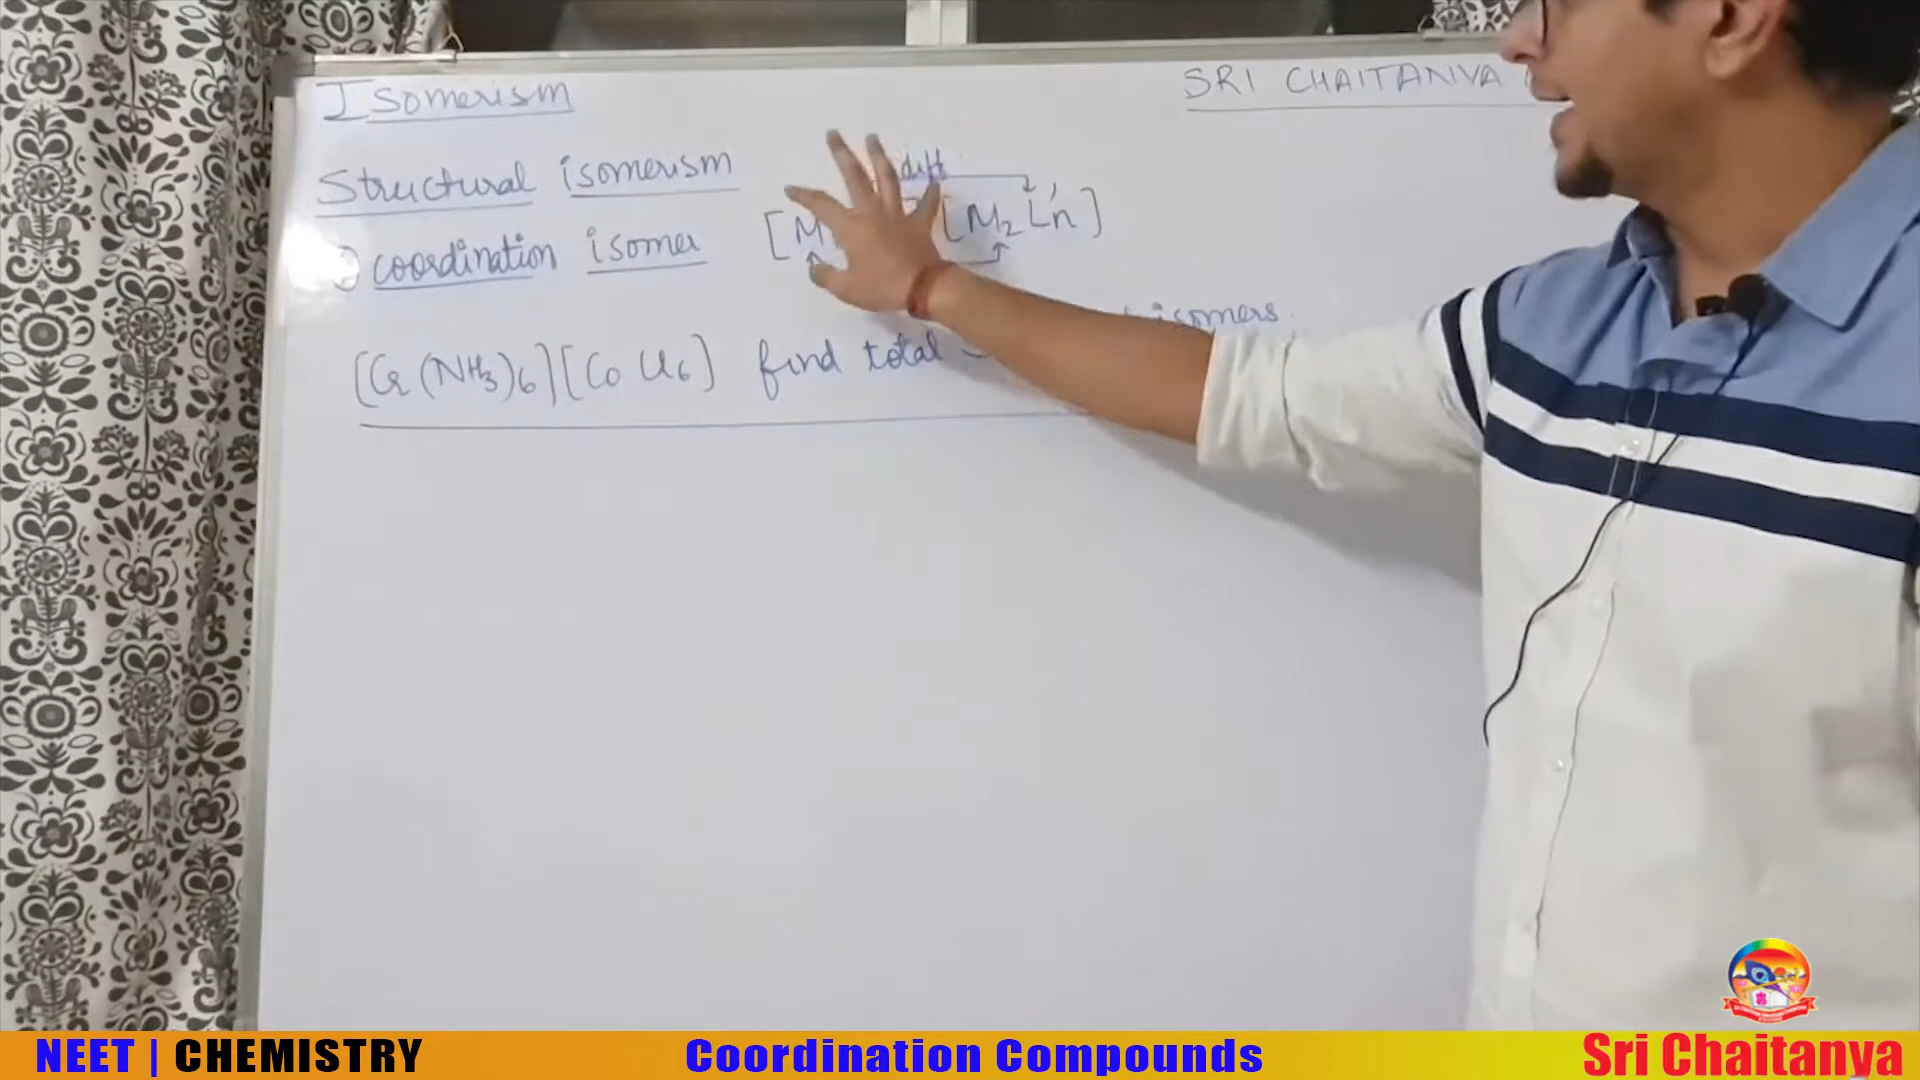 Isomerism
SRI CHAITANYA
Structural isomerism
diff
coordination isomer
[M [M2 L'n]
[Cr (NH3)6] [Co Cl6] find total isomers
NEET | CHEMISTRY
Coordination Compounds
Sri Chaitanya